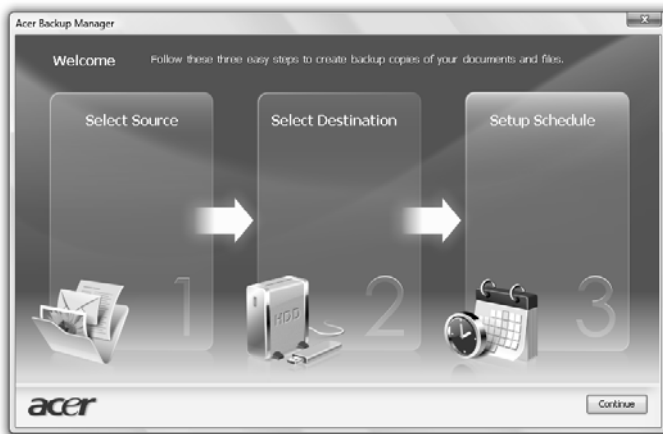 Acer Backup Manager
Welcome Follow these three easy steps to create backup copies of your documents and files.
Select Source
Select Destination
Setup Schedule
1
HDD
2
3
acer
Continue